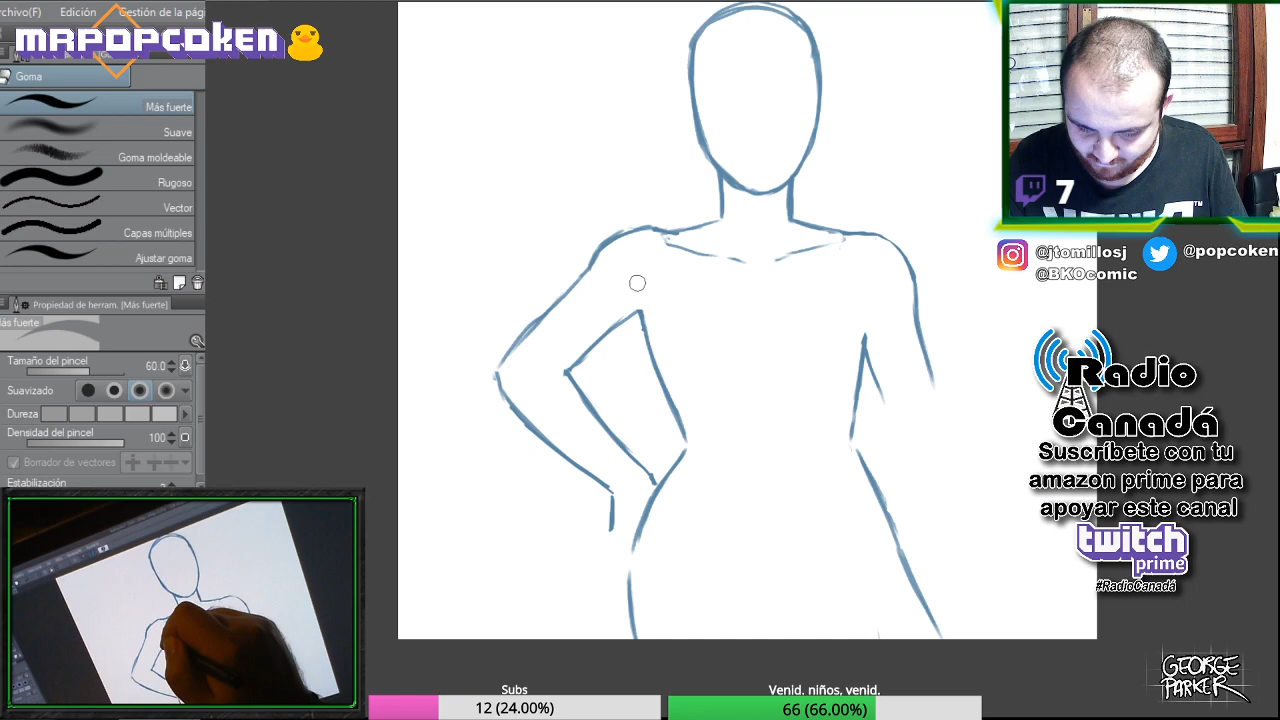 rchivo(F) Edición Gestión de la pág
MRPOPCOKEN
Goma
Más fuerte
Suave
Goma moldeable
Rugoso
Vector
Capas múltiples
Ajustar goma
Propiedad de herram. [Más fuerte]
Más fuerte
Tamaño del pincel 60.0
Suavizado
Dureza
Densidad del pincel 100
Borrador de vectores
Estabilización
7
@jtomillosj
@BKOcomic
@popcoken
Radio
Canadá
Suscríbete con tu
amazon prime para
apoyar este canal
twitch
prime
#RadioCanadá
GEORGE
PARKER
Subs
12 (24.00%)
Venid, niños, venid.
66 (66.00%)